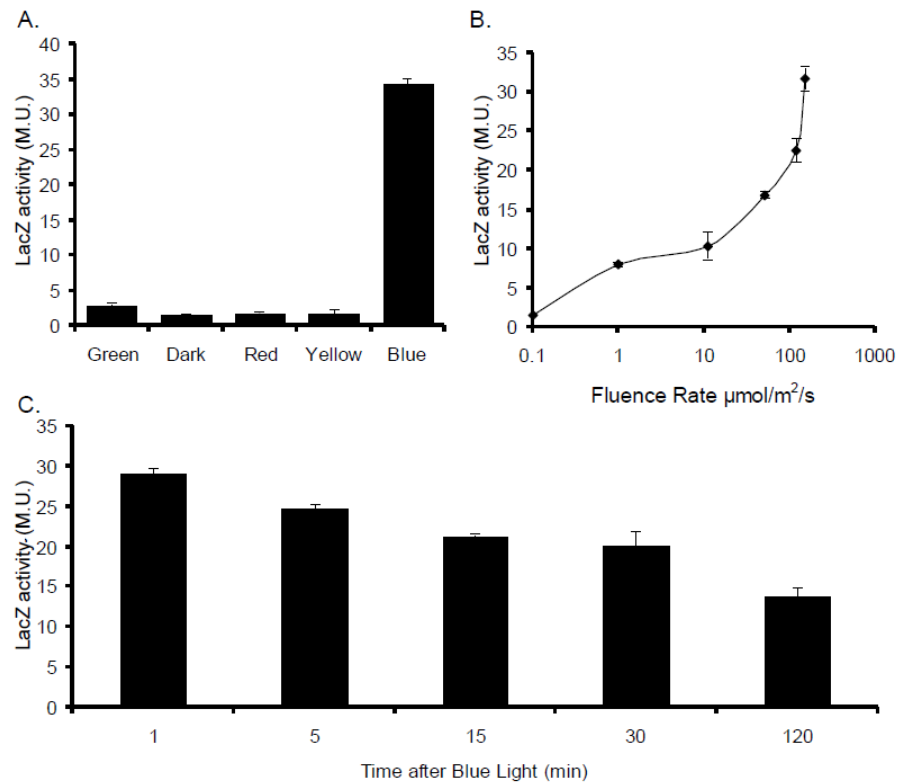 A.
LacZ activity (M.U.)
40
35
30
25
20
15
10
5
0
Green Dark Red Yellow Blue
B.
LacZ activity (M.U.)
35
30
25
20
15
10
5
0
0.1 1 10 100 1000
Fluence Rate µmol/m²/s
C.
LacZ activity- (M.U.)
35
30
25
20
15
10
5
0
1 5 15 30 120
Time after Blue Light (min)